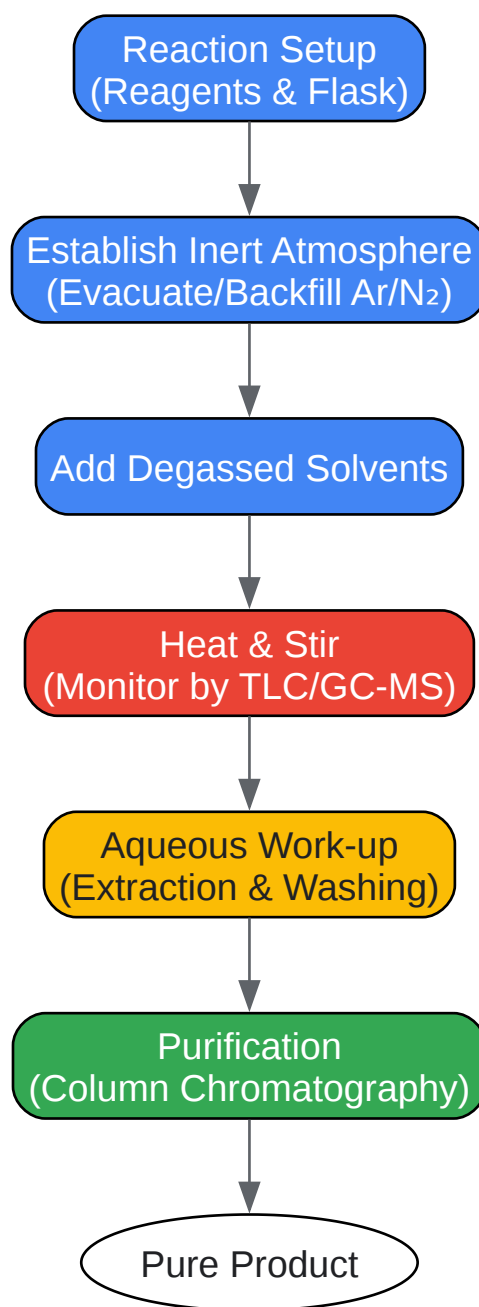 Reaction Setup
(Reagents & Flask)
Establish Inert Atmosphere
(Evacuate/Backfill Ar/N₂)
Add Degassed Solvents
Heat & Stir
(Monitor by TLC/GC-MS)
Aqueous Work-up
(Extraction & Washing)
Purification
(Column Chromatography)
Pure Product